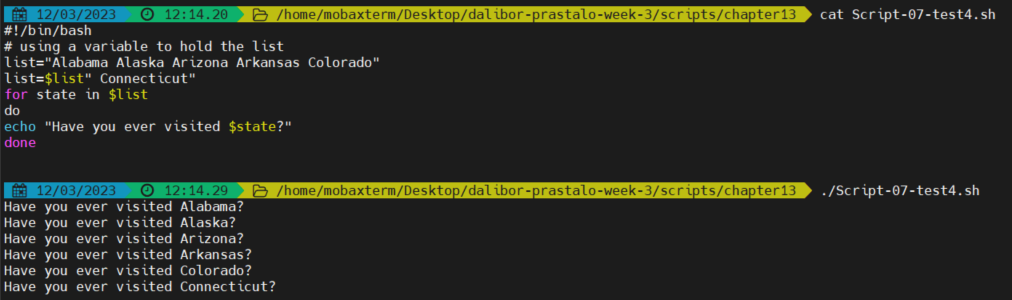 12/03/2023 12:14.20 /home/mobaxterm/Desktop/dalibor-prastalo-week-3/scripts/chapter13 cat Script-07-test4.sh
#!/bin/bash
# using a variable to hold the list
list="Alabama Alaska Arizona Arkansas Colorado"
list=$list" Connecticut"
for state in $list
do
echo "Have you ever visited $state?"
done
12/03/2023 12:14.29 /home/mobaxterm/Desktop/dalibor-prastalo-week-3/scripts/chapter13 ./Script-07-test4.sh
Have you ever visited Alabama?
Have you ever visited Alaska?
Have you ever visited Arizona?
Have you ever visited Arkansas?
Have you ever visited Colorado?
Have you ever visited Connecticut?